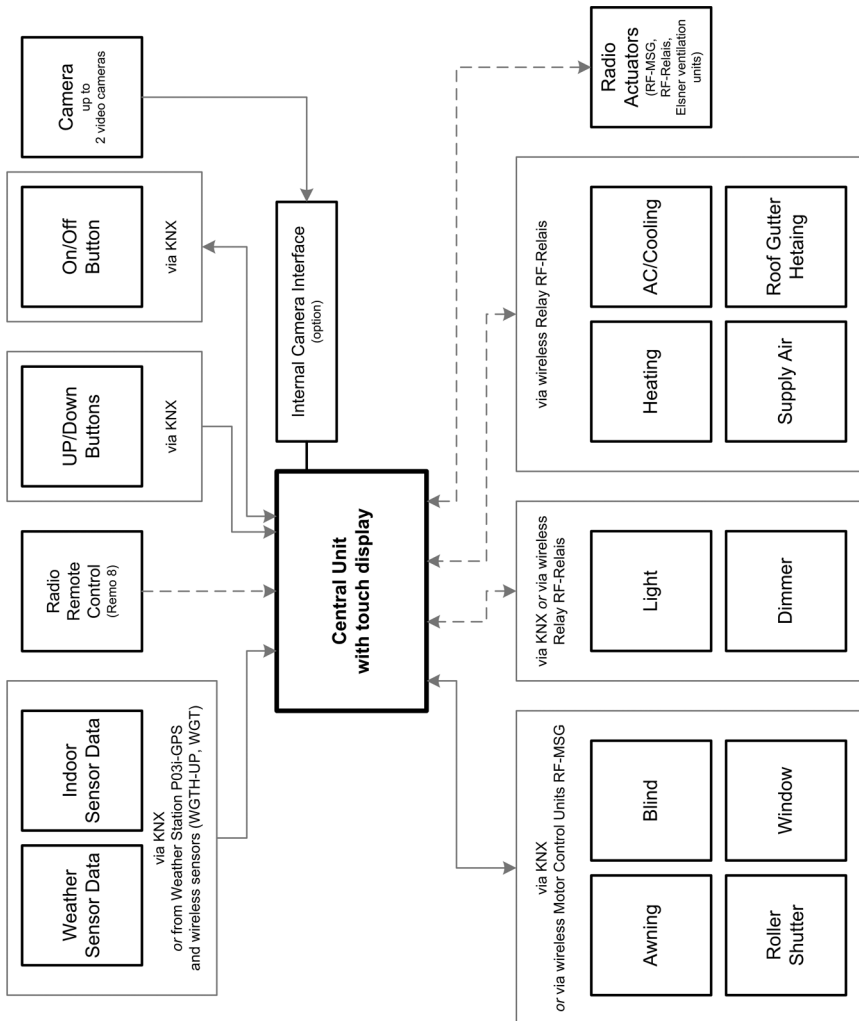 Weather
Sensor Data
Indoor
Sensor Data
via KNX
or from Weather Station P03i-GPS
and wireless sensors (WGTH-UP, WGT)
Radio
Remote
Control
(Remo 8)
UP/Down
Buttons
via KNX
On/Off
Button
via KNX
Camera
up to
2 video cameras
Central Unit
with touch display
Internal Camera Interface
(option)
via KNX
or via wireless Motor Control Units RF-MSG
Awning
Blind
Roller
Shutter
Window
via KNX or via wireless
Relay RF-Relais
Light
Dimmer
via wireless Relay RF-Relais
Heating
AC/Cooling
Supply Air
Roof Gutter
Hetaing
Radio
Actuators
(RF-MSG,
RF-Relais,
Elsner ventilation
units)